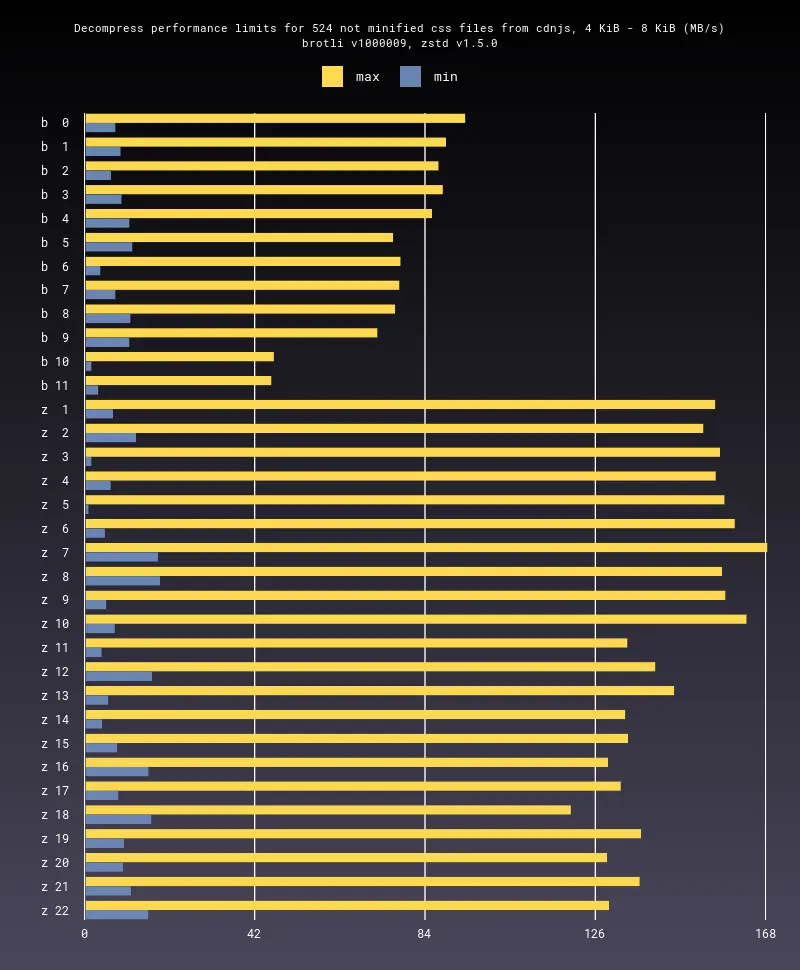 Decompress performance limits for 524 not minified css files from cdnjs, 4 KiB - 8 KiB (MB/s)
brotli v1000009, zstd v1.5.0
max min
b 0
b 1
b 2
b 3
b 4
b 5
b 6
b 7
b 8
b 9
b 10
b 11
z 1
z 2
z 3
z 4
z 5
z 6
z 7
z 8
z 9
z 10
z 11
z 12
z 13
z 14
z 15
z 16
z 17
z 18
z 19
z 20
z 21
z 22
0 42 84 126 168